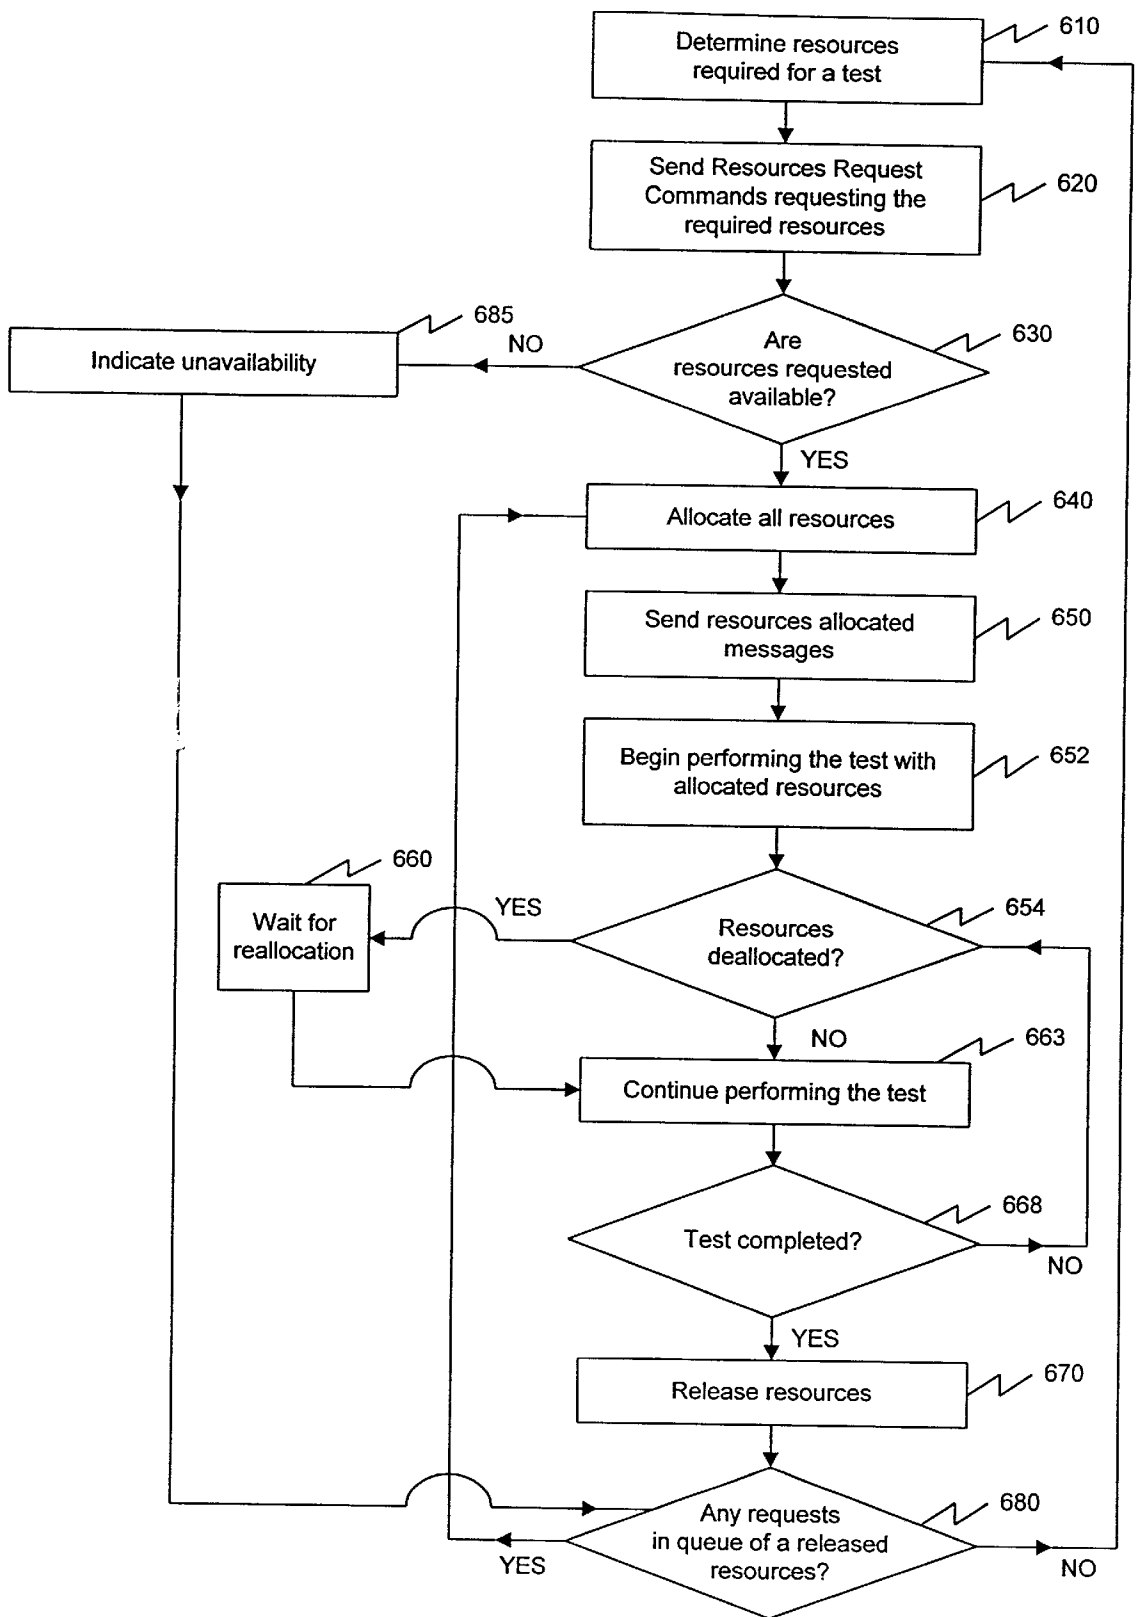 610
Determine resources
required for a test
Send Resources Request
Commands requesting the
required resources
620
685
Indicate unavailability
NO
630
Are
resources requested
available?
YES
640
Allocate all resources
650
Send resources allocated
messages
652
Begin performing the test with
allocated resources
660
Wait for
reallocation
YES
654
Resources
deallocated?
NO
663
Continue performing the test
668
Test completed?
NO
YES
670
Release resources
680
Any requests
in queue of a released
resources?
YES
NO